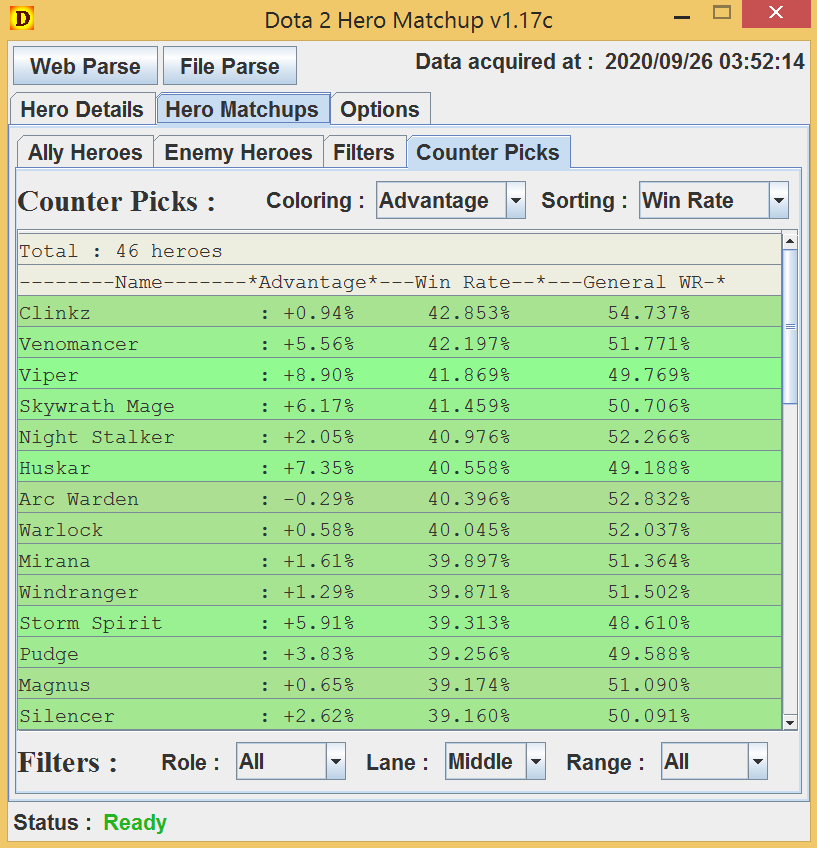 D Dota 2 Hero Matchup v1.17c
Web Parse File Parse Data acquired at : 2020/09/26 03:52:14
Hero Details Hero Matchups Options
Ally Heroes Enemy Heroes Filters Counter Picks
Counter Picks : Coloring : Advantage Sorting : Win Rate
Total : 46 heroes
--------Name-------*Advantage*---Win Rate--*---General WR-*
Clinkz : +0.94% 42.853% 54.737%
Venomancer : +5.56% 42.197% 51.771%
Viper : +8.90% 41.869% 49.769%
Skywrath Mage : +6.17% 41.459% 50.706%
Night Stalker : +2.05% 40.976% 52.266%
Huskar : +7.35% 40.558% 49.188%
Arc Warden : -0.29% 40.396% 52.832%
Warlock : +0.58% 40.045% 52.037%
Mirana : +1.61% 39.897% 51.364%
Windranger : +1.29% 39.871% 51.502%
Storm Spirit : +5.91% 39.313% 48.610%
Pudge : +3.83% 39.256% 49.588%
Magnus : +0.65% 39.174% 51.090%
Silencer : +2.62% 39.160% 50.091%
Filters : Role : All Lane : Middle Range : All
Status : Ready